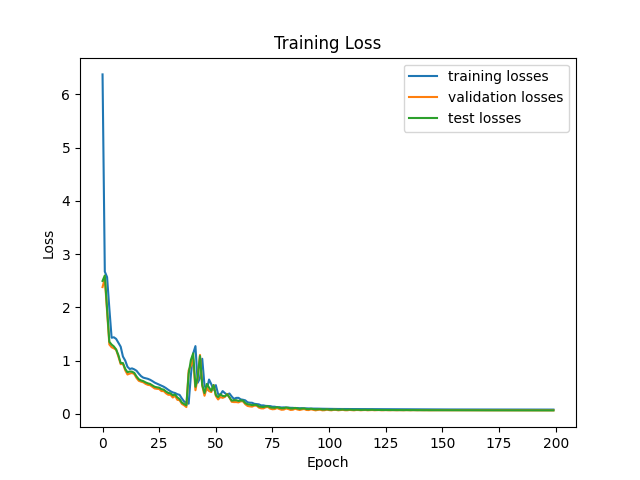 Training Loss
training losses
validation losses
test losses
6
5
4
3
2
1
0
Loss
0 25 50 75 100 125 150 175 200
Epoch